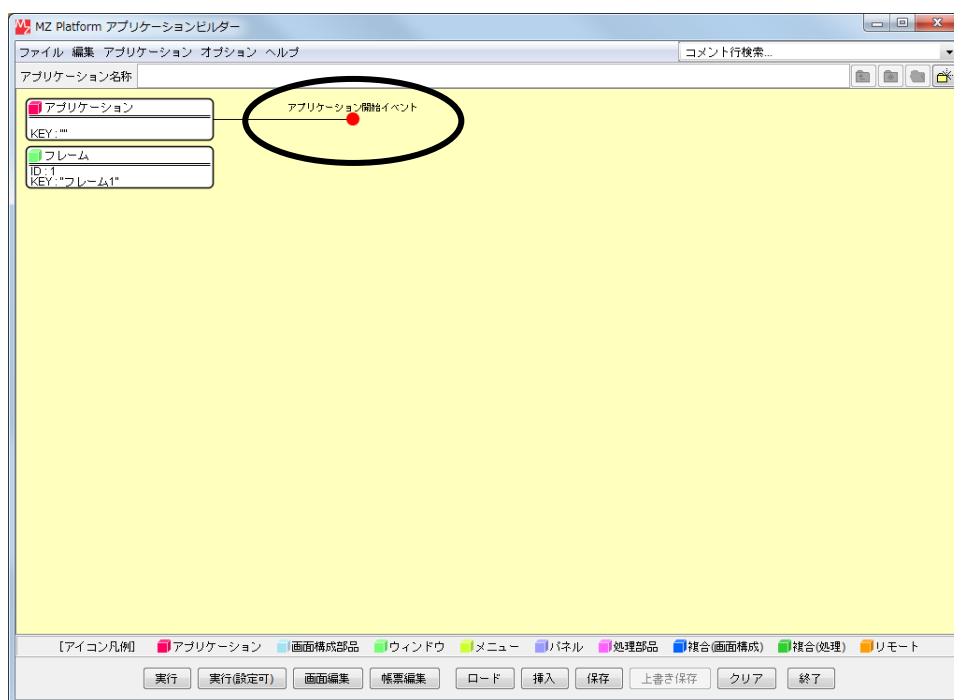 MZ Platform アプリケーションビルダー
ファイル 編集 アプリケーション オプション ヘルプ
コメント行検索...
アプリケーション名称
アプリケーション
KEY : ""
アプリケーション開始イベント
フレーム
ID : 1
KEY : "フレーム1"
[アイコン凡例] アプリケーション 画面構成部品 ウィンドウ メニュー パネル 処理部品 複合(画面構成) 複合(処理) リモート
実行 実行(設定可) 画面編集 帳票編集 ロード 挿入 保存 上書き保存 クリア 終了